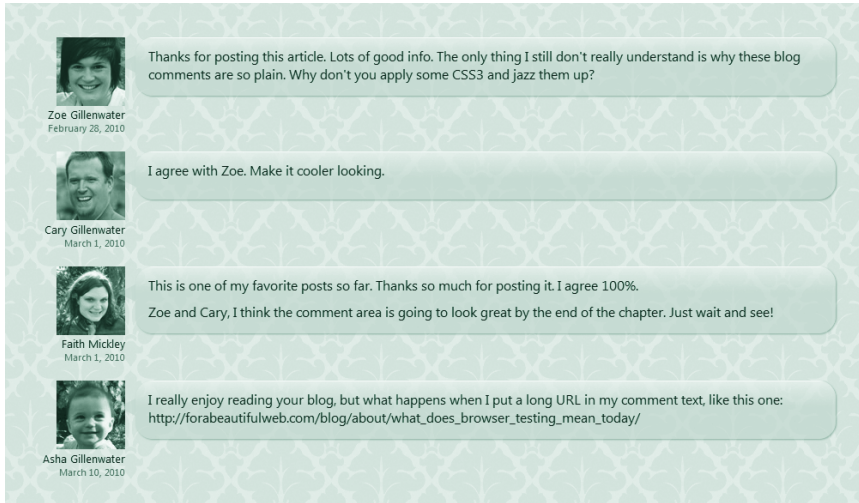 Thanks for posting this article. Lots of good info. The only thing I still don't really understand is why these blog
comments are so plain. Why don't you apply some CSS3 and jazz them up?
Zoe Gillenwater
February 28, 2010
I agree with Zoe. Make it cooler looking.
Cary Gillenwater
March 1, 2010
This is one of my favorite posts so far. Thanks so much for posting it. I agree 100%.
Zoe and Cary, I think the comment area is going to look great by the end of the chapter. Just wait and see!
Faith Mickley
March 1, 2010
I really enjoy reading your blog, but what happens when I put a long URL in my comment text, like this one:
http://forabeautifulweb.com/blog/about/what_does_browser_testing_mean_today/
Asha Gillenwater
March 10, 2010